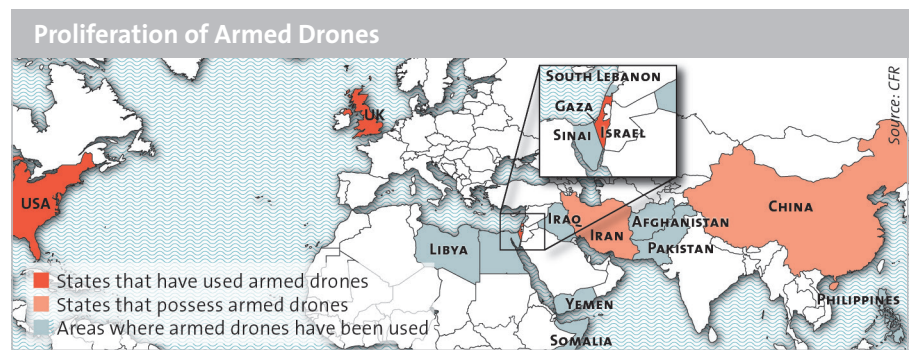 Proliferation of Armed Drones
SOUTH LEBANON
GAZA
SINAI
ISRAEL
Source: CFR
UK
USA
CHINA
IRAQ
AFGHANISTAN
IRAN
LIBYA
PAKISTAN
States that have used armed drones
States that possess armed drones
PHILIPPINES
YEMEN
Areas where armed drones have been used
SOMALIA